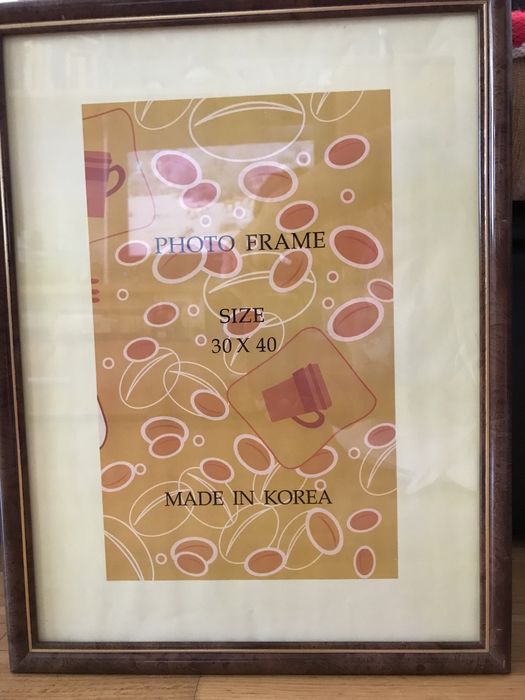 PHOTO FRAME
SIZE
30 X 40
MADE IN KOREA